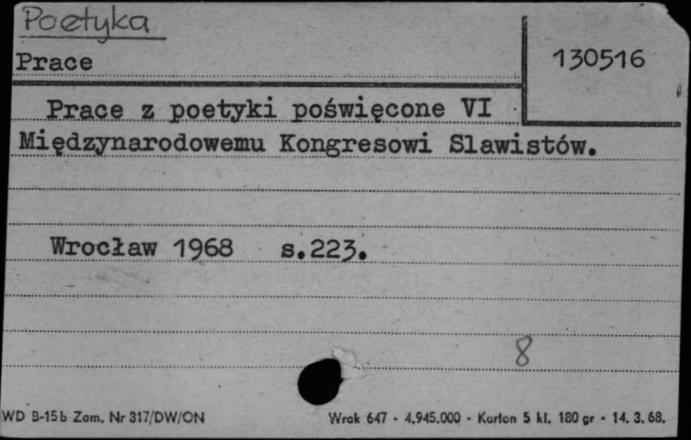 Poetyka
Prace
130516
Prace z poetyki poświęcone VI
Międzynarodowemu Kongresowi Slawistów.
Wrocław 1968 s.223.
8
WD B-15b Zam. Nr 317/DW/ON
Wrak 647 - 4.945.000 - Karton 5 kl. 180 gr - 14. 3. 68.